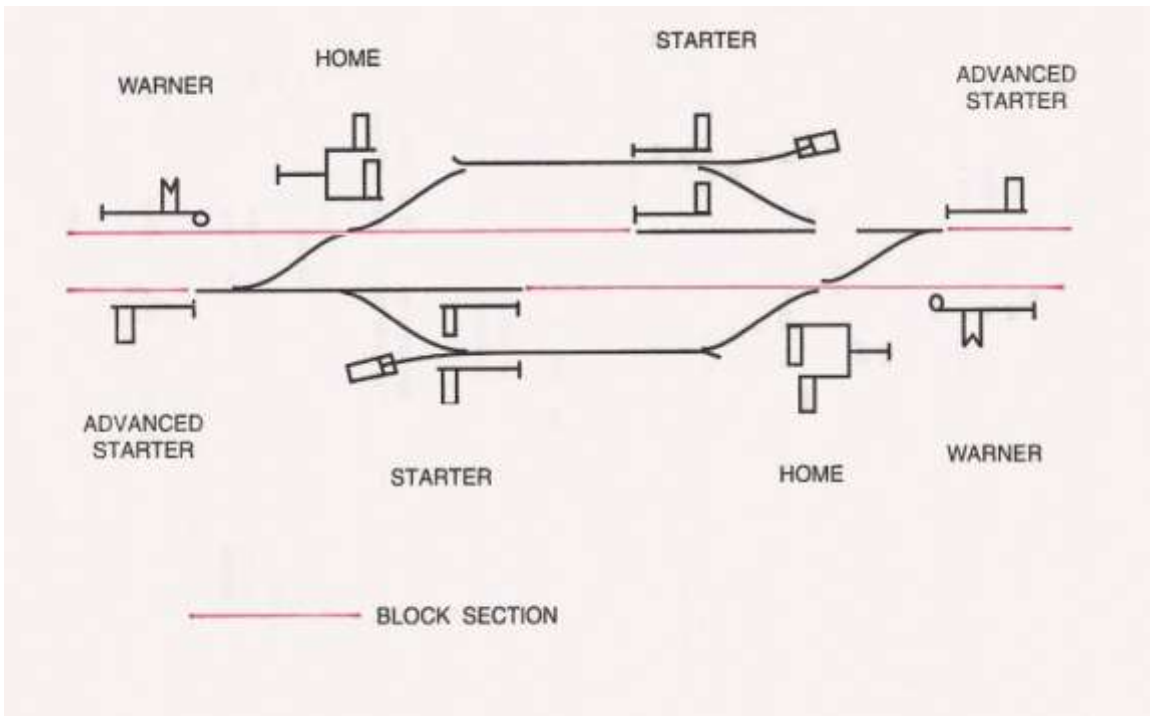 STARTER
HOME
ADVANCED
STARTER
WARNER
ADVANCED
STARTER
STARTER
HOME
WARNER
BLOCK SECTION